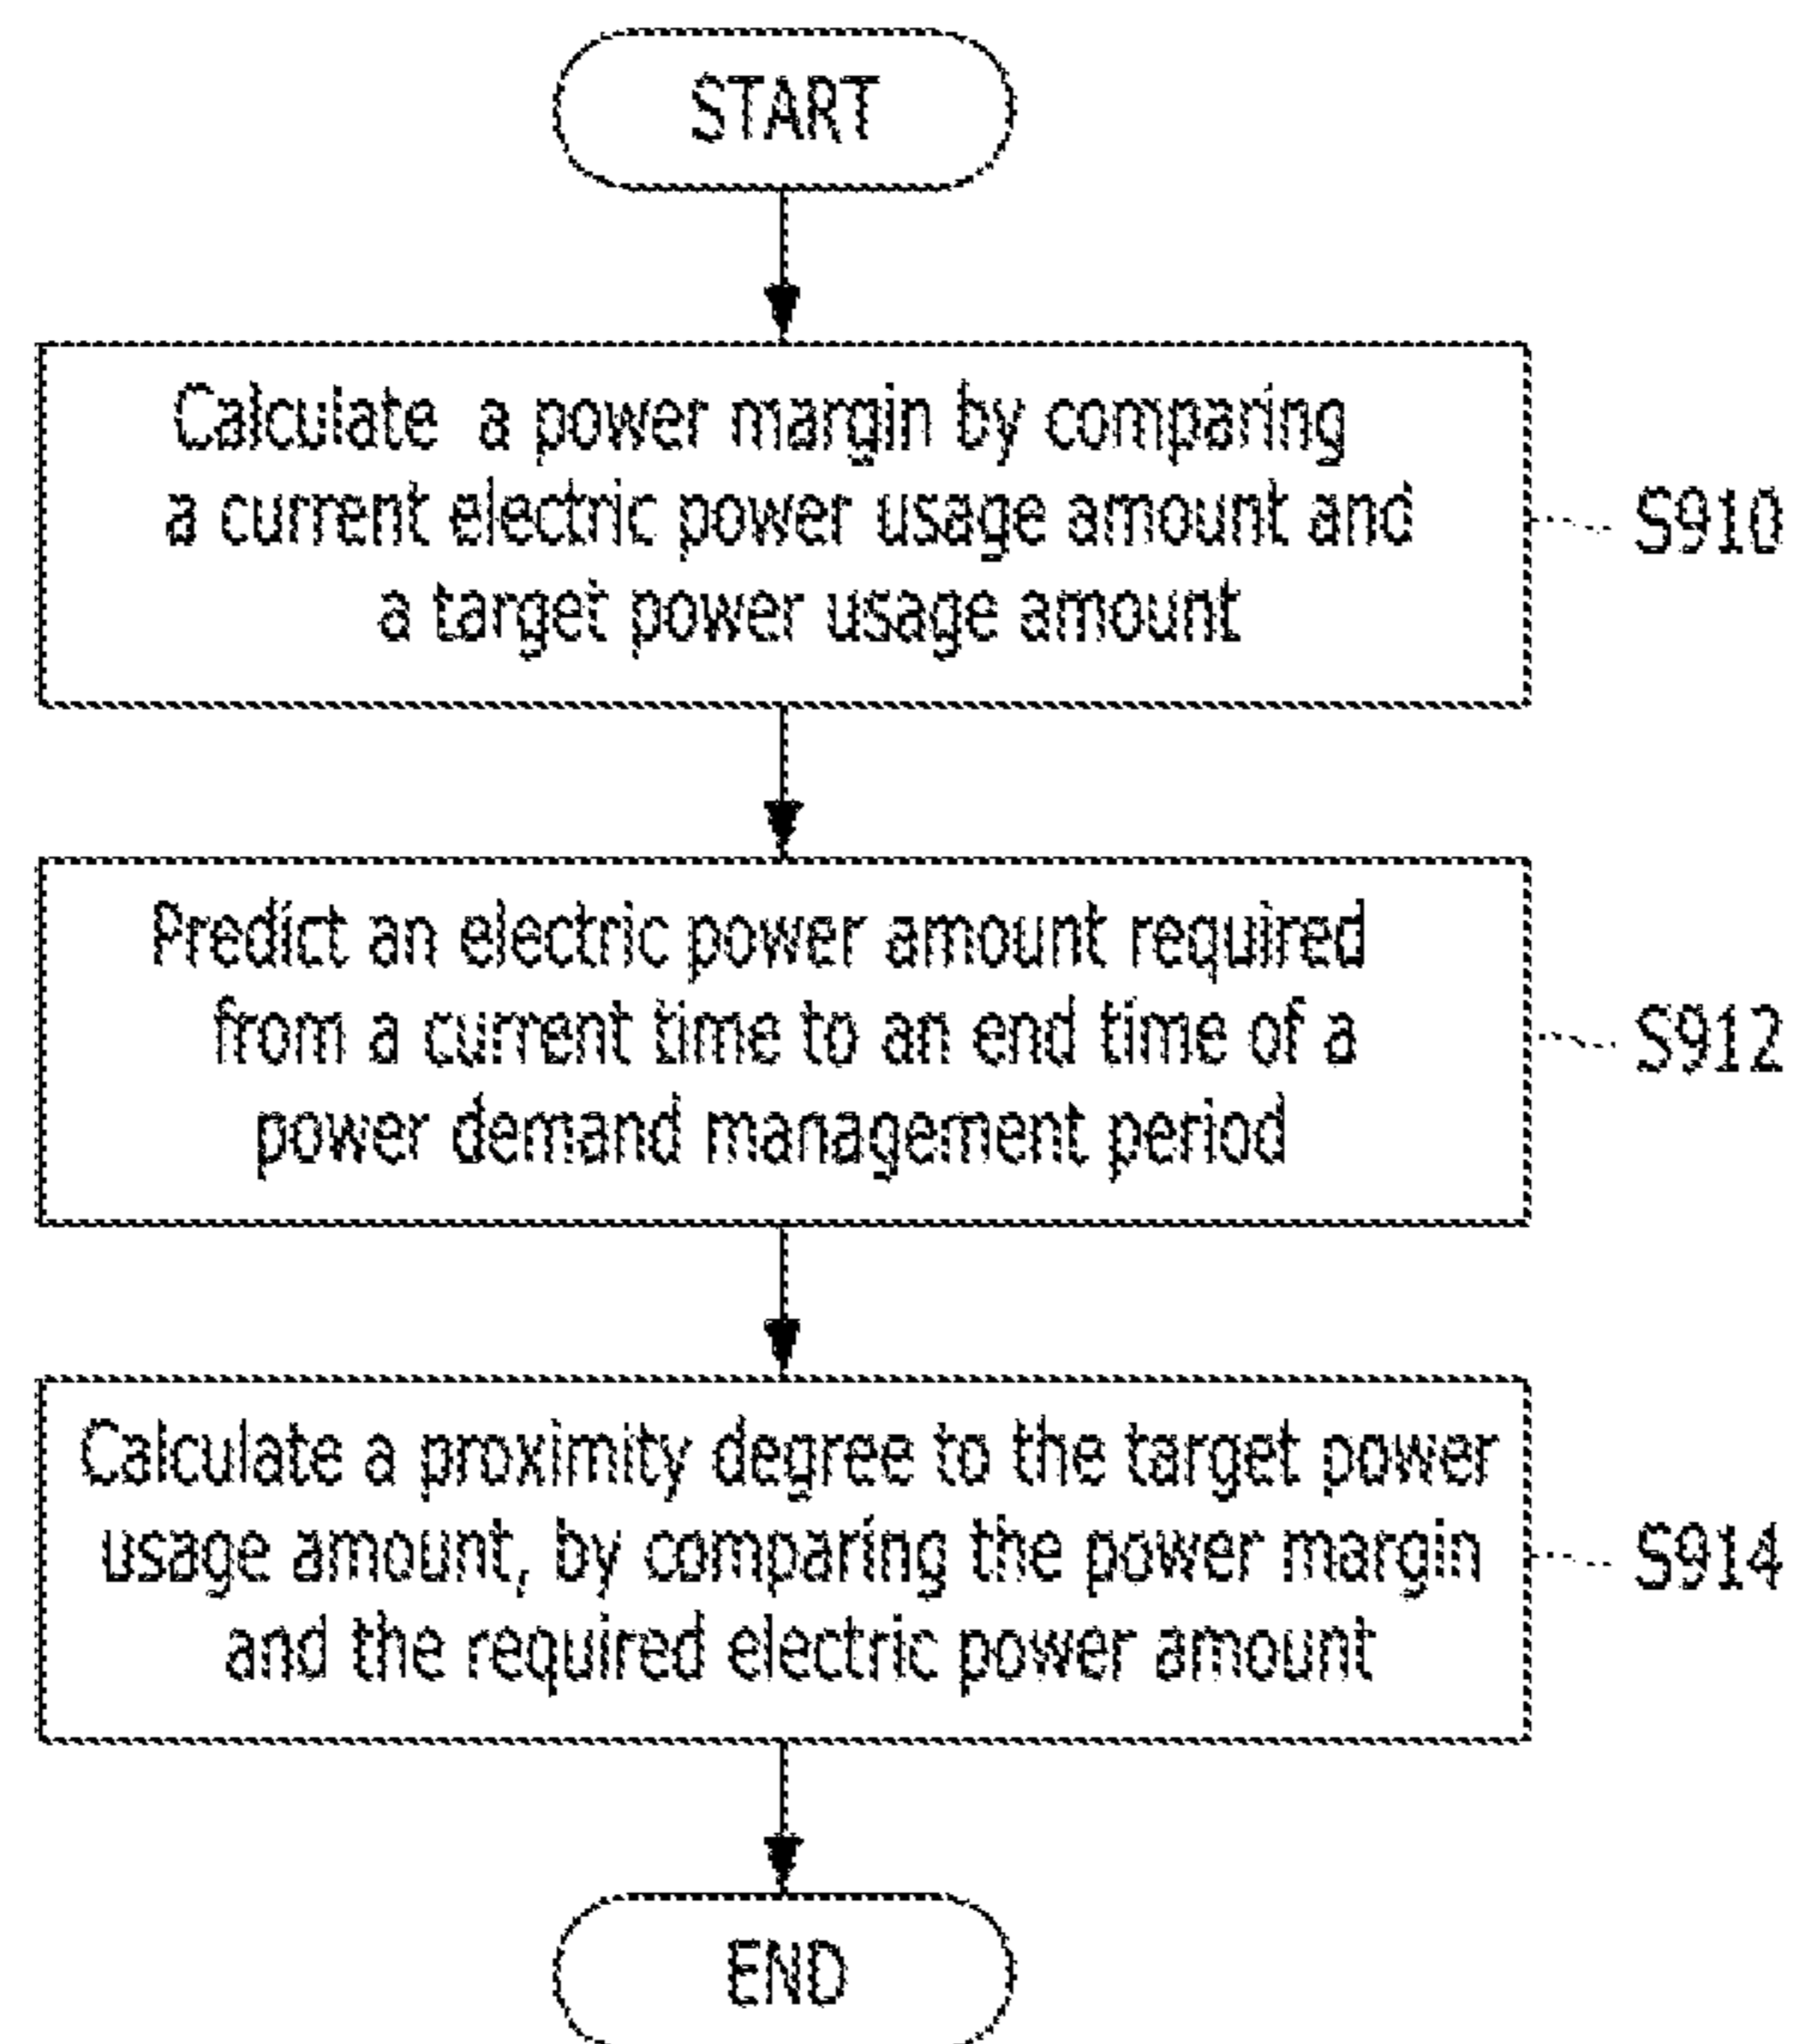 START
Calculate a power margin by comparing
a current electric power usage amount and
a target power usage amount
S910
Predict an electric power amount required
from a current time to an end time of a
power demand management period
S912
Calculate a proximity degree to the target power
usage amount, by comparing the power margin
and the required electric power amount
S914
END